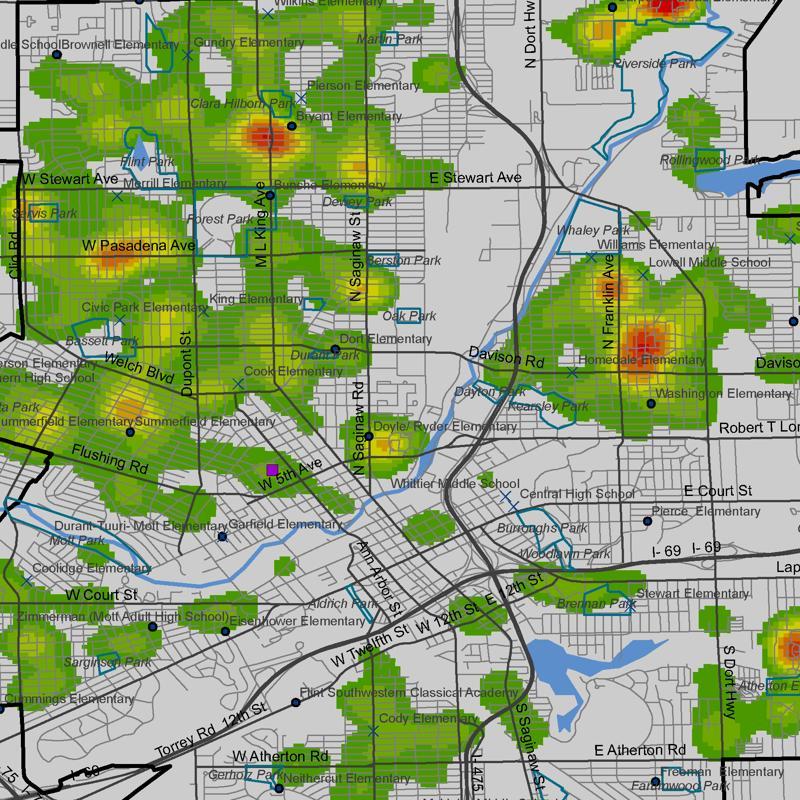 Wilkins Elementary
N Dort Hwy
dle School
Brownell Elementary
Gundry Elementary
Martin Park
Riverside Park
Pierson Elementary
Clara Hilborn Park
Bryant Elementary
Flint Park
Rollingwood Park
W Stewart Ave
E Stewart Ave
Merrill Elementary
Bunche Elementary
Dewey Park
Sarvis Park
Forest Park
M L King Ave
N Saginaw St
Whaley Park
Clio Rd
W Pasadena Ave
Williams Elementary
Berston Park
Lowell Middle School
N Franklin Ave
King Elementary
Civic Park Elementary
Oak Park
Bassett Park
Dort Elementary
Durant Park
Davison Rd
Homedale Elementary
Daviso
erson Elementary
ern High School
Welch Blvd
Dupont St
Cook Elementary
Dayton Park
Washington Elementary
Kearsley Park
ta Park
ummerfield Elementary
Summerfield Elementary
N Saginaw Rd
Doyle/ Ryder Elementary
Robert T Lon
Flushing Rd
W 5th Ave
Whittier Middle School
Central High School
E Court St
Pierce Elementary
Durant-Tuuri- Mott Elementary
Garfield Elementary
Burroughs Park
Mott Park
Woodlawn Park
I- 69
I- 69
Coolidge Elementary
Ann Arbor St
Lap
W Court St
E 12th St
Stewart Elementary
Aldrich Park
Brennan Park
Zimmerman (Mott Adult High School)
Eisenhower Elementary
W 12th St
W Twelfth St
Sarginson Park
S Dort Hwy
Atherton E
Cummings Elementary
Flint Southwestern Classical Academy
12th St
Cody Elementary
S Saginaw St
Torrey Rd
W Atherton Rd
E Atherton Rd
I- 475
Gerholz Park
Neithercut Elementary
Freeman Elementary
Farmwood Park